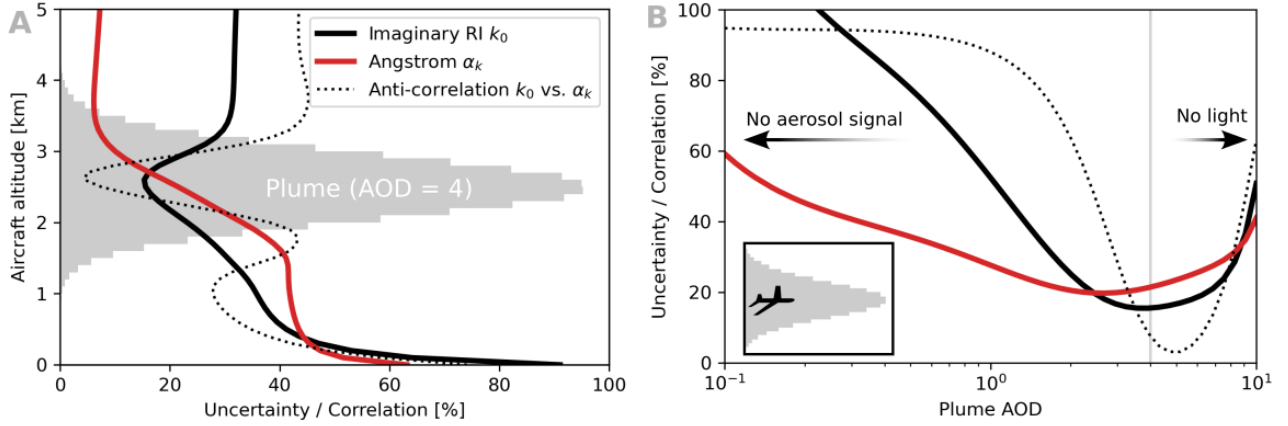 A
5
4
3
2
1
0
Aircraft altitude [km]
Imaginary RI k₀
Angstrom αₖ
Anti-correlation k₀ vs. αₖ
Plume (AOD = 4)
0 20 40 60 80 100
Uncertainty / Correlation [%]
B
100
80
60
40
20
0
Uncertainty / Correlation [%]
No aerosol signal
No light
10⁻¹ 10⁰ 10¹
Plume AOD